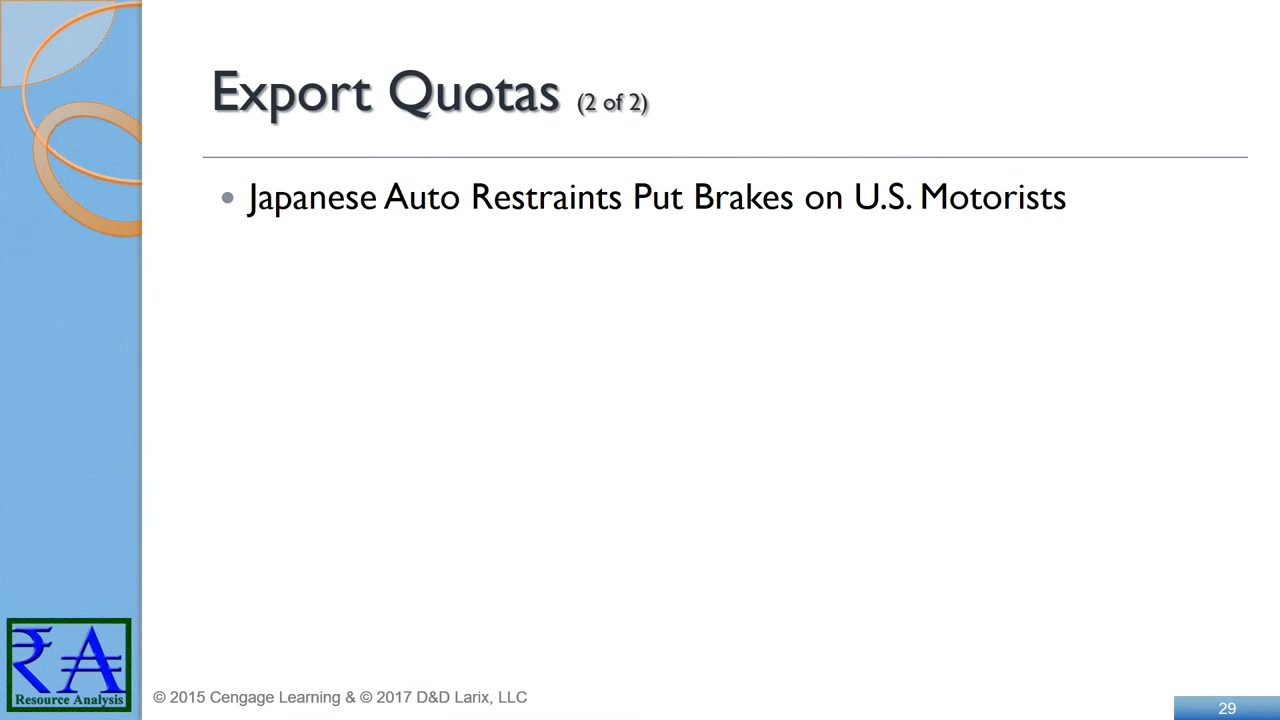 Export Quotas (2 of 2)
• Japanese Auto Restraints Put Brakes on U.S. Motorists
₹A
Resource Analysis
© 2015 Cengage Learning & © 2017 D&D Larix, LLC
29